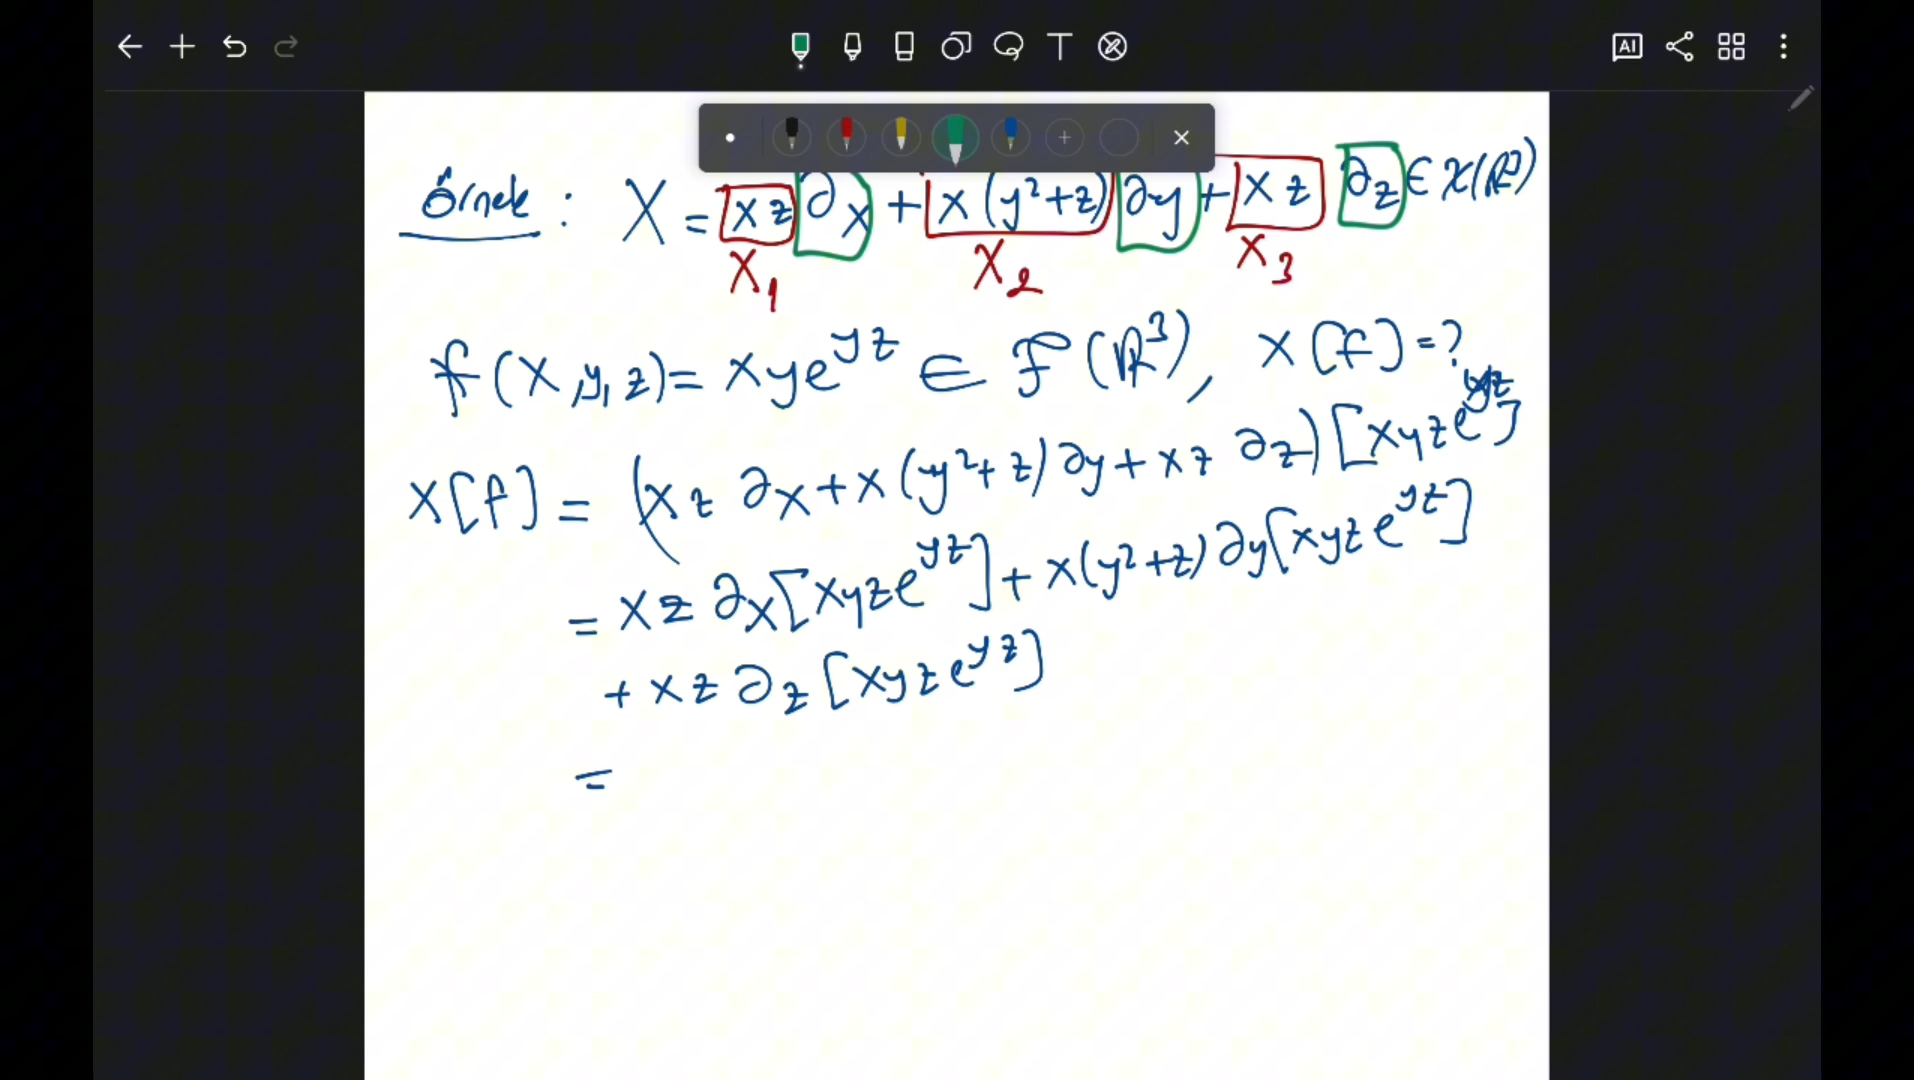 AI
T
Örnek : X = xz ∂x + x(y²+z) ∂y + xz ∂z ∈ χ(ℝ³)
X₁ X₂ X₃
f(x,y,z) = xye^{yz} ∈ ℱ(ℝ³), X[f] = ?
X[f] = (xz ∂x + x(y²+z) ∂y + xz ∂z)[xyze^{yz}]
= xz ∂x[xyze^{yz}] + x(y²+z) ∂y[xyze^{yz}]
+ xz ∂z[xyze^{yz}]
=